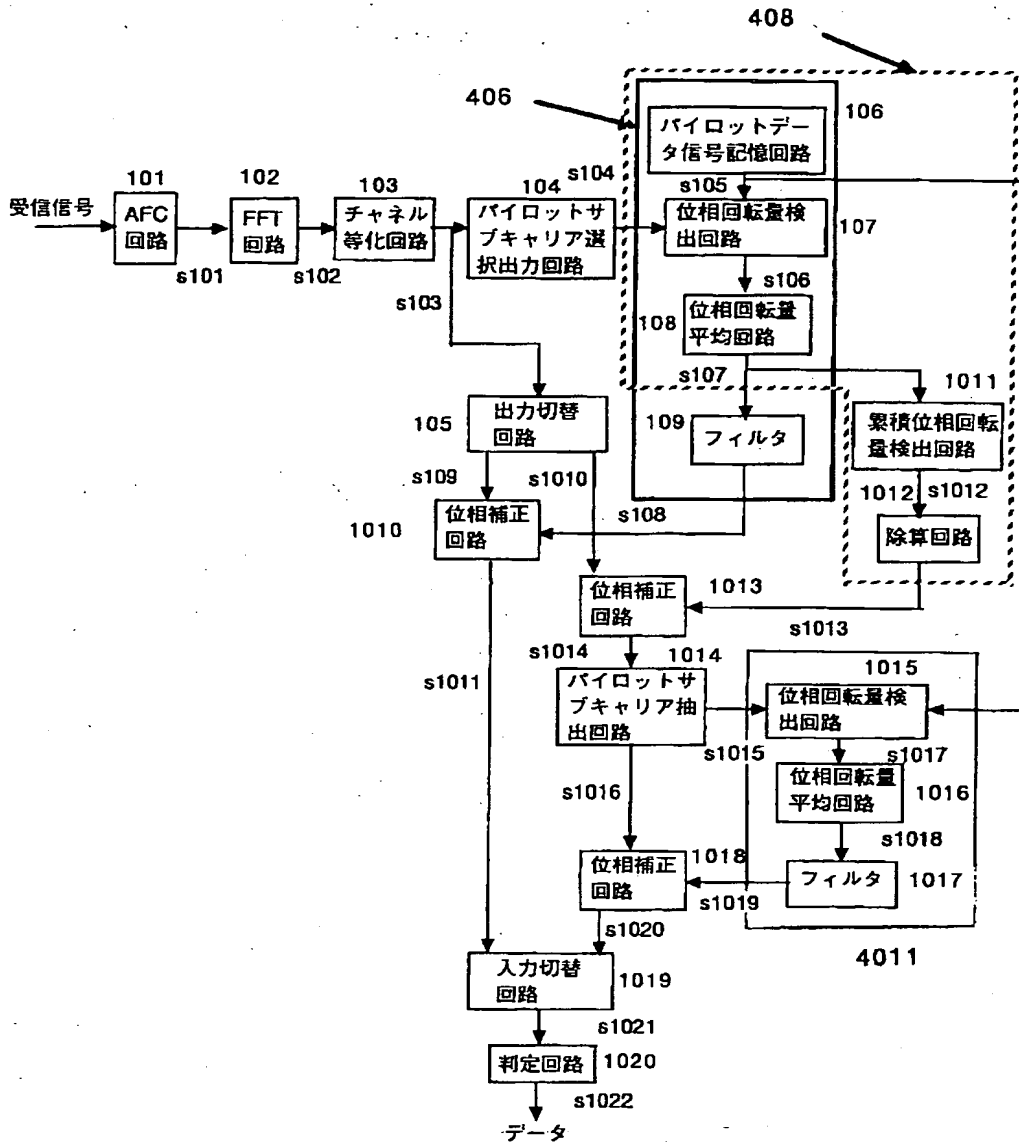 408
406
106
パイロットデー
タ信号記憶回路
s105
受信信号
101
AFC
回路
s101
102
FFT
回路
s102
103
チャネル
等化回路
s103
104
s104
パイロットサ
ブキャリア選
択出力回路
位相回転量検
出回路
107
s106
108
位相回転量
平均回路
s107
1011
累積位相回転
量検出回路
105
出力切替
回路
109
フィルタ
s109
s1010
1012
s1012
1010
位相補正
回路
s108
除算回路
位相補正
回路
1013
s1013
s1014
1014
s1011
パイロットサ
ブキャリア抽
出回路
s1015
1015
位相回転量検
出回路
s1017
s1016
位相回転量
平均回路
1016
s1018
位相補正
回路
1018
s1019
フィルタ
1017
s1020
4011
入力切替
回路
1019
s1021
判定回路
1020
s1022
データ